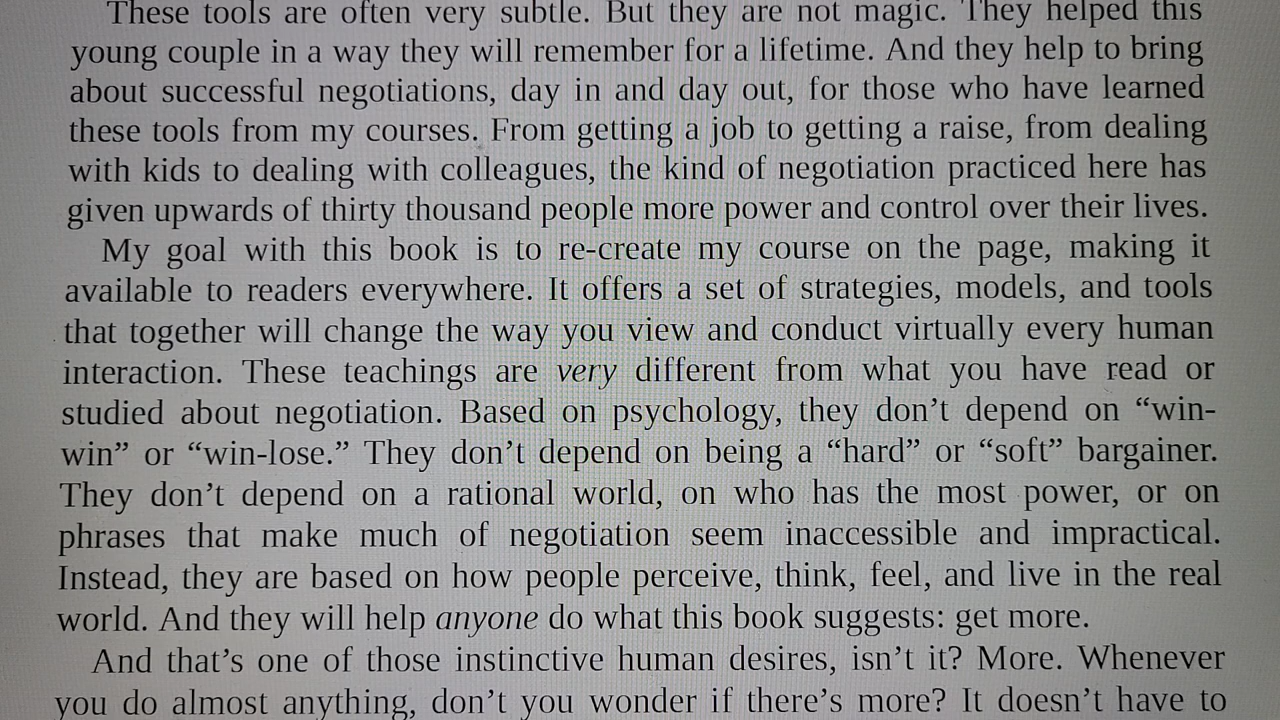 These tools are often very subtle. But they are not magic. They helped this
young couple in a way they will remember for a lifetime. And they help to bring
about successful negotiations, day in and day out, for those who have learned
these tools from my courses. From getting a job to getting a raise, from dealing
with kids to dealing with colleagues, the kind of negotiation practiced here has
given upwards of thirty thousand people more power and control over their lives.
My goal with this book is to re-create my course on the page, making it
available to readers everywhere. It offers a set of strategies, models, and tools
that together will change the way you view and conduct virtually every human
interaction. These teachings are very different from what you have read or
studied about negotiation. Based on psychology, they don’t depend on “win-
win” or “win-lose.” They don’t depend on being a “hard” or “soft” bargainer.
They don’t depend on a rational world, on who has the most power, or on
phrases that make much of negotiation seem inaccessible and impractical.
Instead, they are based on how people perceive, think, feel, and live in the real
world. And they will help anyone do what this book suggests: get more.
And that’s one of those instinctive human desires, isn’t it? More. Whenever
you do almost anything, don’t you wonder if there’s more? It doesn’t have to